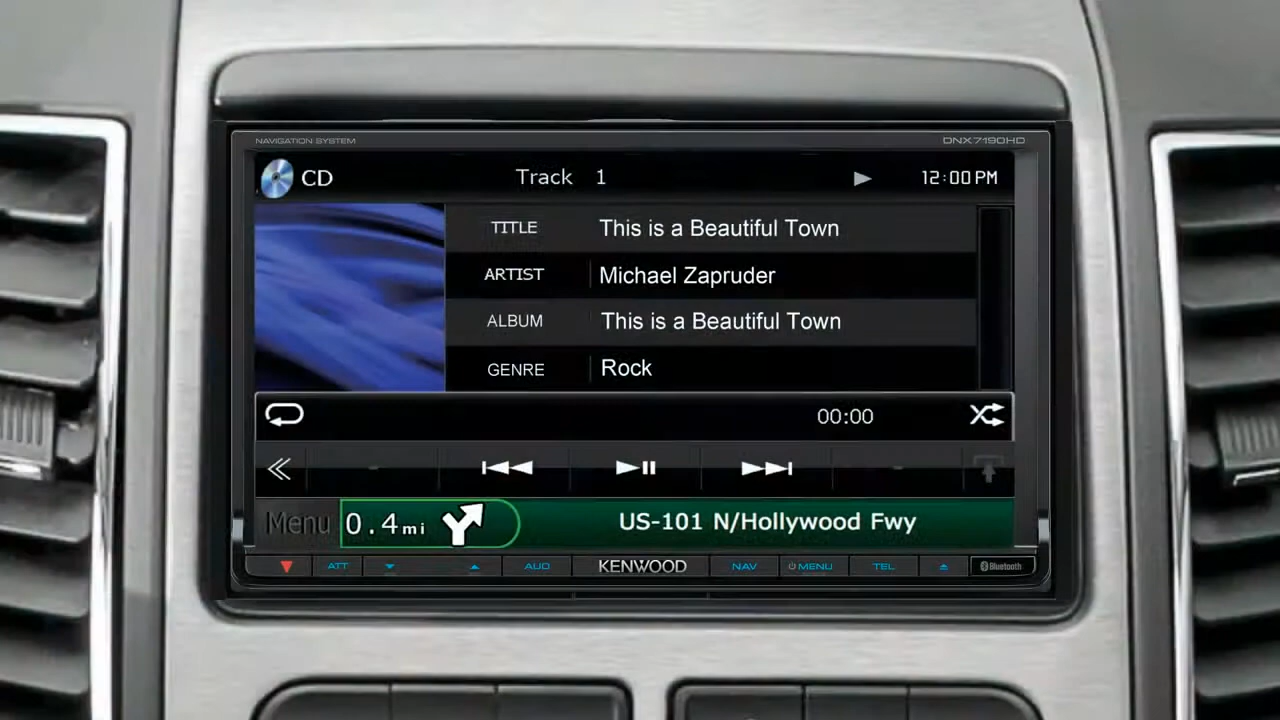 NAVIGATION SYSTEM DNX7190HD
CD Track 1 12:00 PM
TITLE This is a Beautiful Town
ARTIST Michael Zapruder
ALBUM This is a Beautiful Town
GENRE Rock
00:00
Menu 0.4mi US-101 N/Hollywood Fwy
ATT AUD KENWOOD NAV MENU TEL Bluetooth